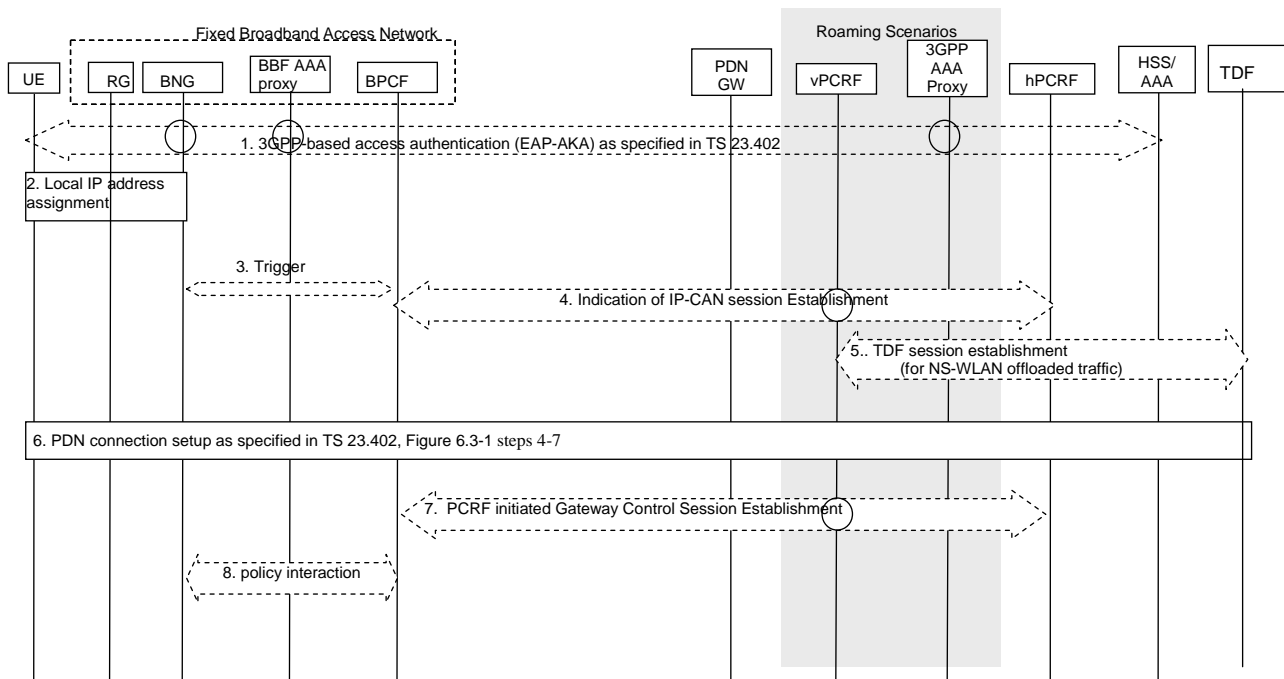 Fixed Broadband Access Network
Roaming Scenarios
UE
RG
BNG
BBF AAA
proxy
BPCF
PDN
GW
vPCRF
3GPP
AAA
Proxy
hPCRF
HSS/
AAA
TDF
1. 3GPP-based access authentication (EAP-AKA) as specified in TS 23.402
2. Local IP address
assignment
3. Trigger
4. Indication of IP-CAN session Establishment
5.. TDF session establishment
(for NS-WLAN offloaded traffic)
6. PDN connection setup as specified in TS 23.402, Figure 6.3-1 steps 4-7
7. PCRF initiated Gateway Control Session Establishment
8. policy interaction